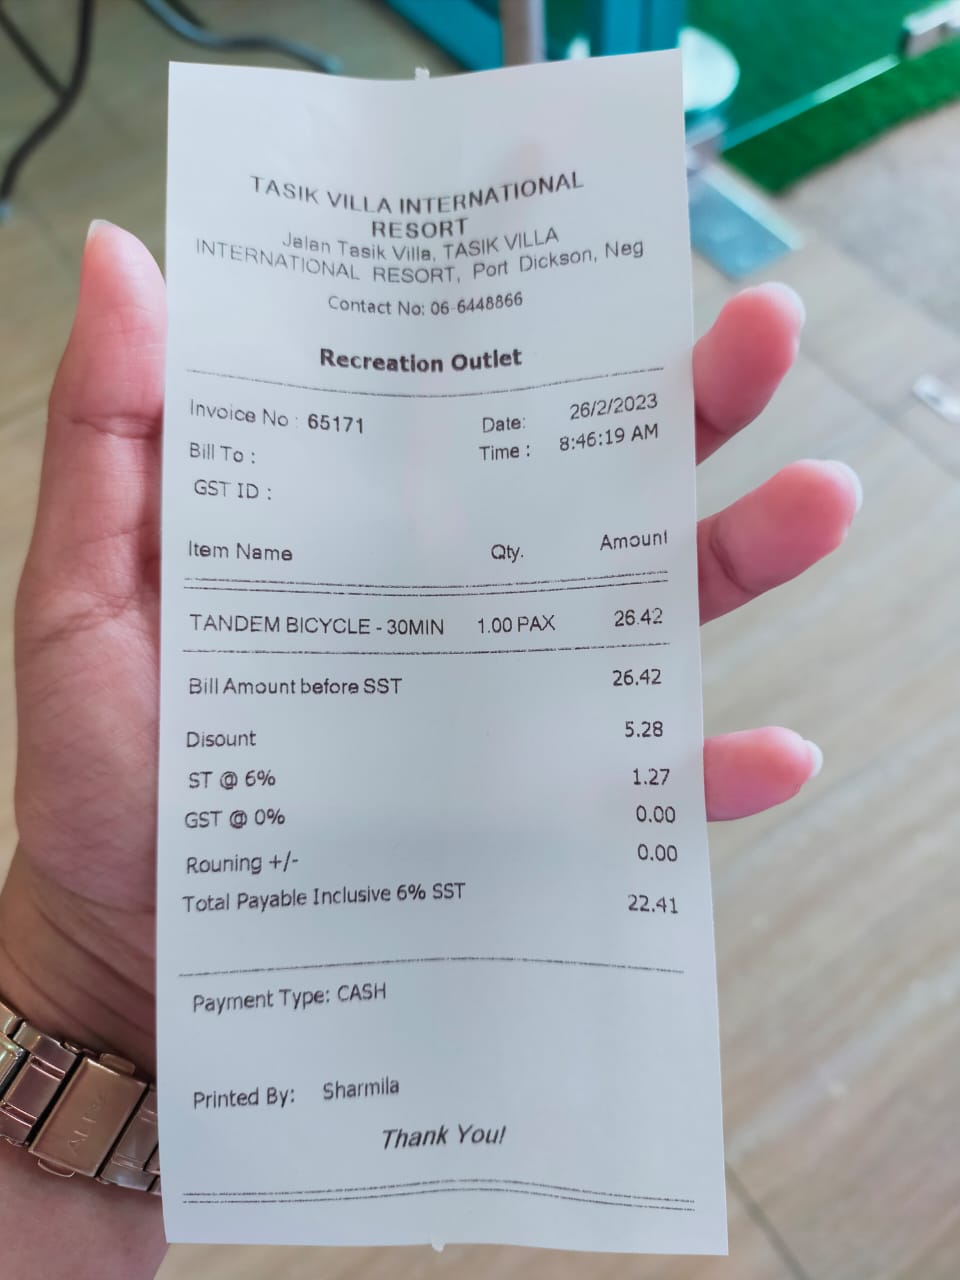 TASIK VILLA INTERNATIONAL
RESORT
Jalan Tasik Villa, TASIK VILLA
INTERNATIONAL RESORT, Port Dickson, Neg
Contact No: 06-6448866
Recreation Outlet
Invoice No : 65171 Date: 26/2/2023
Bill To : Time : 8:46:19 AM
GST ID :
Item Name Qty. Amount
TANDEM BICYCLE - 30MIN 1.00 PAX 26.42
Bill Amount before SST 26.42
Disount 5.28
ST @ 6% 1.27
GST @ 0% 0.00
Rouning +/- 0.00
Total Payable Inclusive 6% SST 22.41
Payment Type: CASH
Printed By: Sharmila
Thank You!